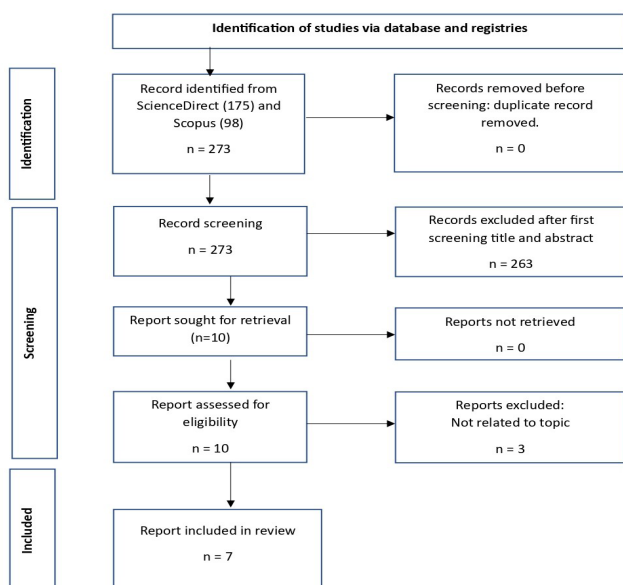 Identification of studies via database and registries
Identification
Record identified from
ScienceDirect (175) and
Scopus (98)
n = 273
Records removed before
screening: duplicate record
removed.
n = 0
Screening
Record screening
n = 273
Records excluded after first
screening title and abstract
n = 263
Report sought for retrieval
(n=10)
Reports not retrieved
n = 0
Report assessed for
eligibility
n = 10
Reports excluded:
Not related to topic
n = 3
Included
Report included in review
n = 7